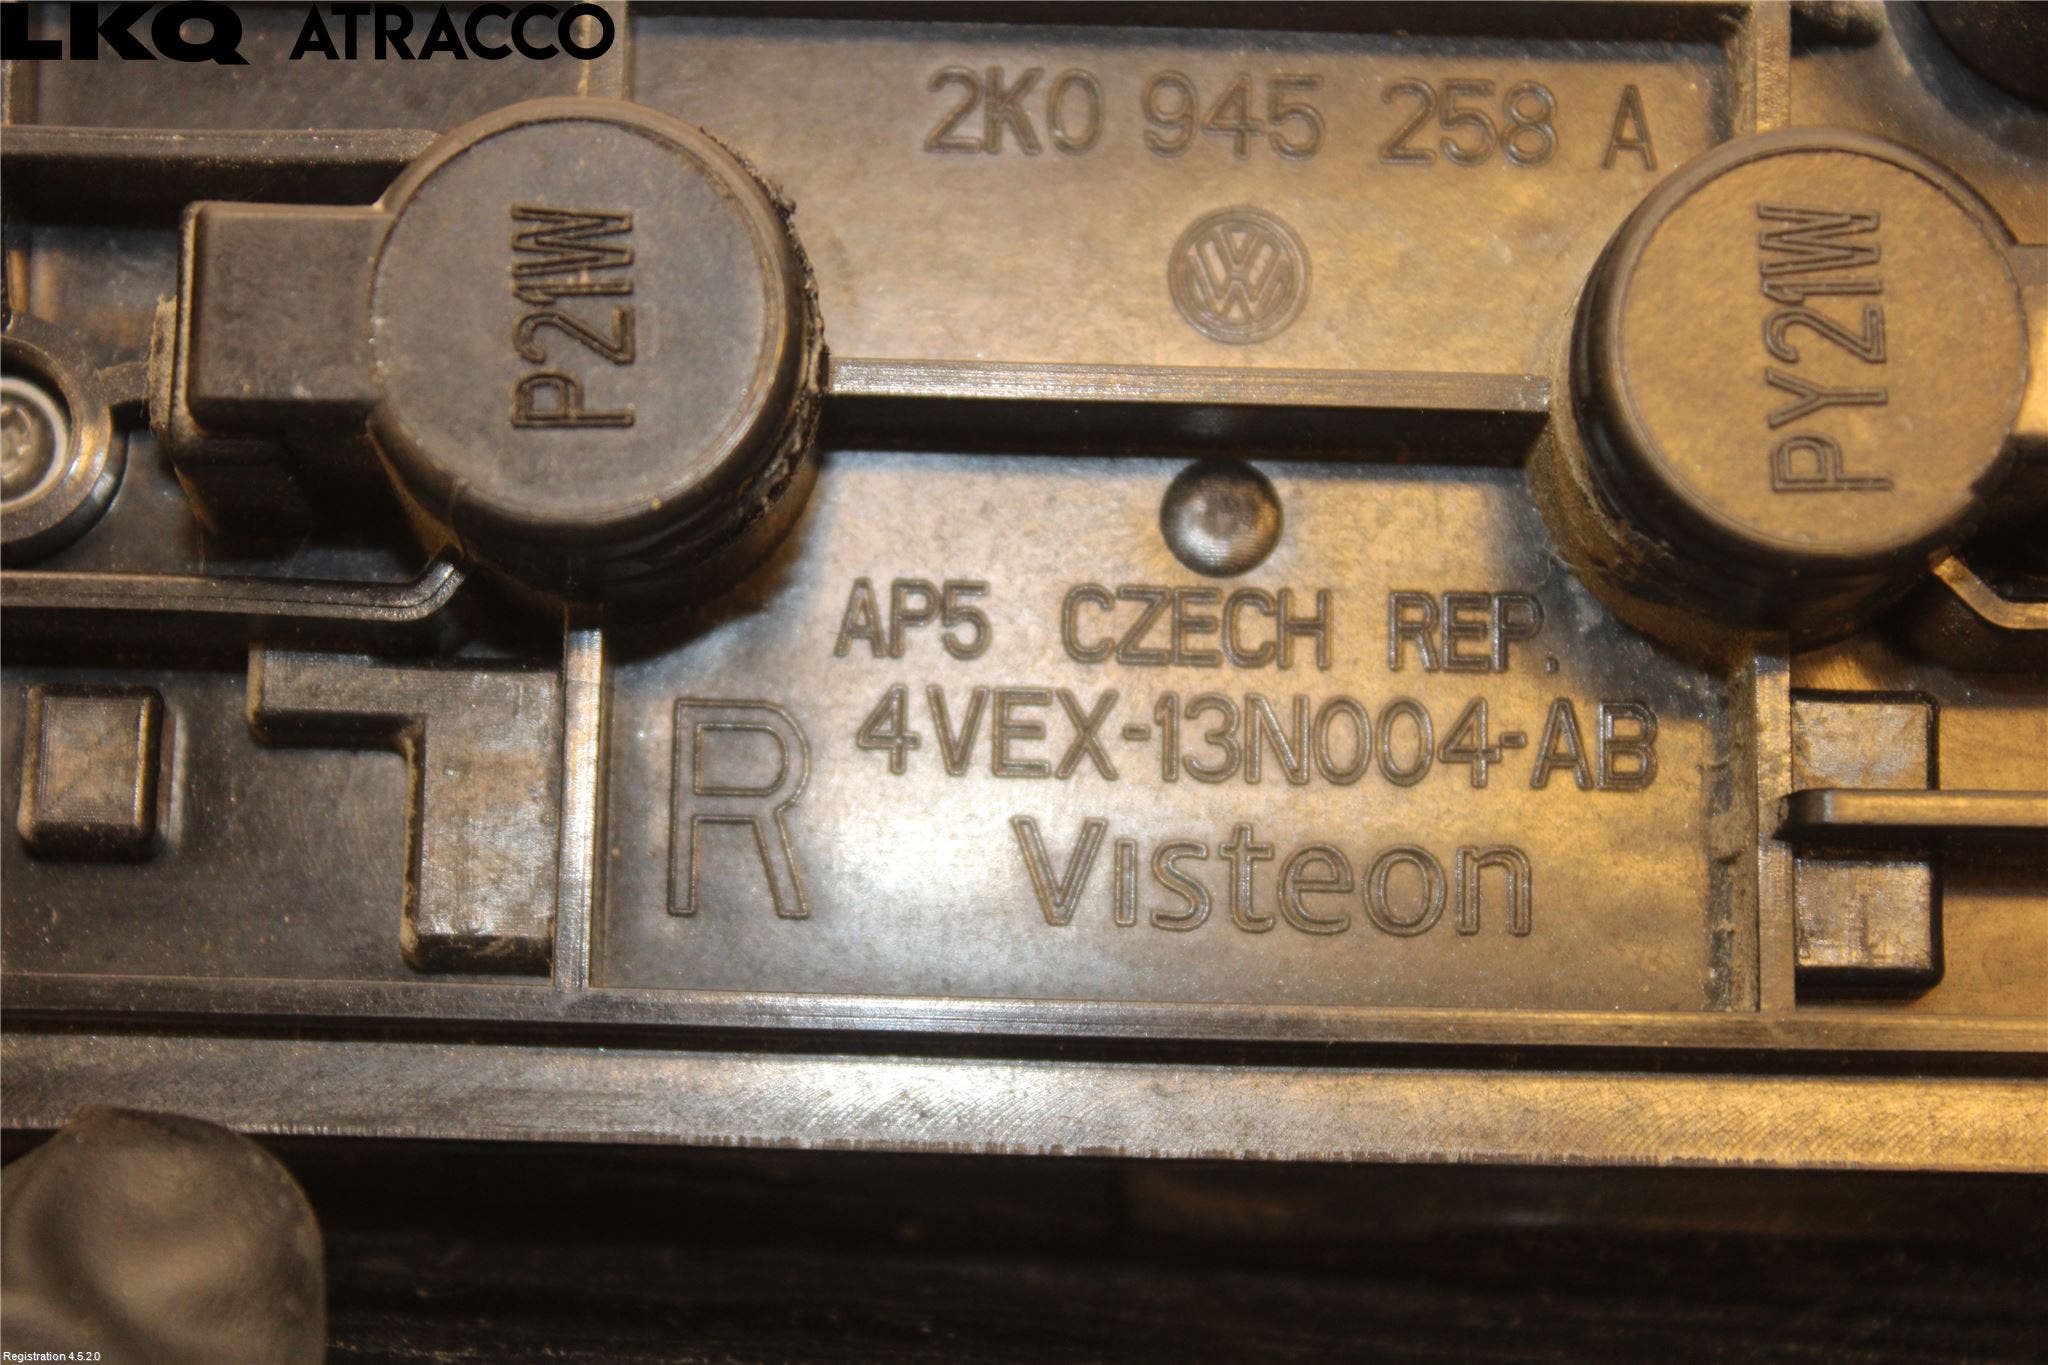 LKQ ATRACCO
2K0 945 258 A
P21W
PY21W
AP5 CZECH REP.
4VEX-13N004-AB
R
Visteon
Registration 4.5.2.0